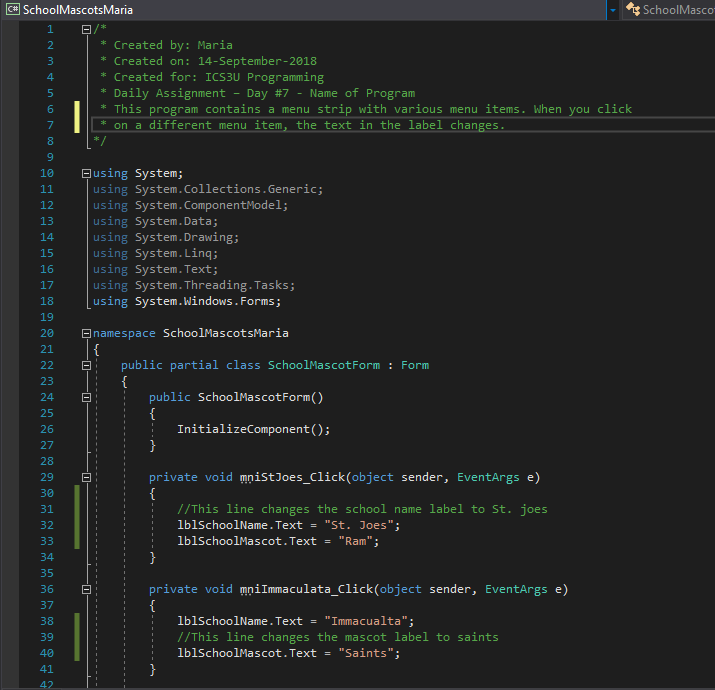 C# SchoolMascotsMaria SchoolMasco
1 /*
2 * Created by: Maria
3 * Created on: 14-September-2018
4 * Created for: ICS3U Programming
5 * Daily Assignment – Day #7 - Name of Program
6 * This program contains a menu strip with various menu items. When you click
7 * on a different menu item, the text in the label changes.
8 */
9
10 using System;
11 using System.Collections.Generic;
12 using System.ComponentModel;
13 using System.Data;
14 using System.Drawing;
15 using System.Linq;
16 using System.Text;
17 using System.Threading.Tasks;
18 using System.Windows.Forms;
19
20 namespace SchoolMascotsMaria
21 {
22 public partial class SchoolMascotForm : Form
23 {
24 public SchoolMascotForm()
25 {
26 InitializeComponent();
27 }
28
29 private void mniStJoes_Click(object sender, EventArgs e)
30 {
31 //This line changes the school name label to St. joes
32 lblSchoolName.Text = "St. Joes";
33 lblSchoolMascot.Text = "Ram";
34 }
35
36 private void mniImmaculata_Click(object sender, EventArgs e)
37 {
38 lblSchoolName.Text = "Immacualta";
39 //This line changes the mascot label to saints
40 lblSchoolMascot.Text = "Saints";
41 }
42